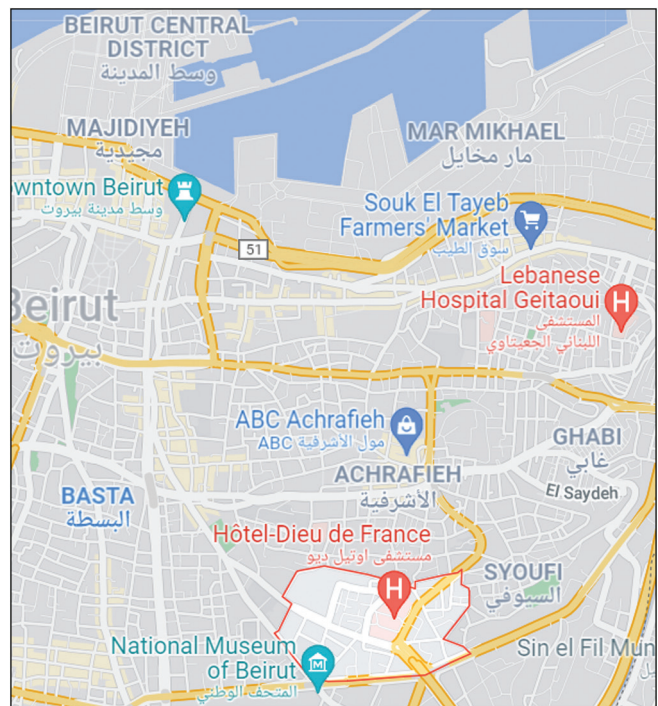 BEIRUT CENTRAL
DISTRICT
وسط المدينة
MAJIDIYEH
مجيدية
MAR MIKHAEL
مار مخايل
owntown Beirut
وسط مدينة بيروت
Souk El Tayeb
Farmers' Market
سوق الطيب
51
Lebanese
Hospital Geitaoui
المستشفى
اللبناني الجعيتاوي
Beirut
بيروت
ABC Achrafieh
مول الأشرفية ABC
GHABI
غابي
ACHRAFIEH
الأشرفية
El Saydeh
BASTA
البسطة
Hôtel-Dieu de France
مستشفى اوتيل ديو
H
SYOUFI
السيوفي
National Museum
of Beirut
المتحف الوطني
Sin el Fil Mun
يل